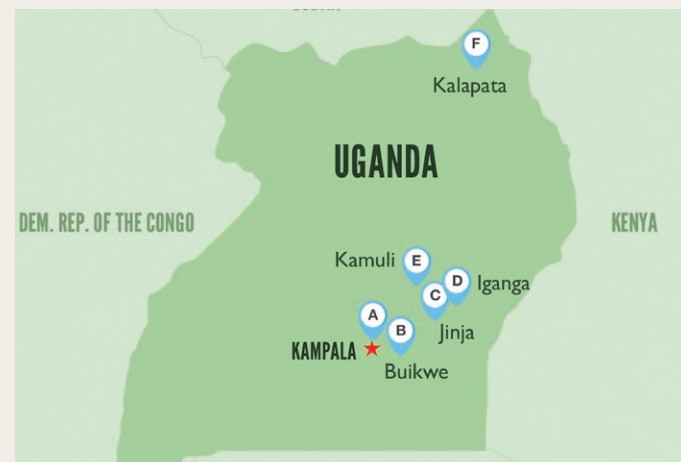 F
Kalapata
UGANDA
DEM. REP. OF THE CONGO
KENYA
Kamuli
E
D
Iganga
C
A
B
Jinja
KAMPALA
Buikwe